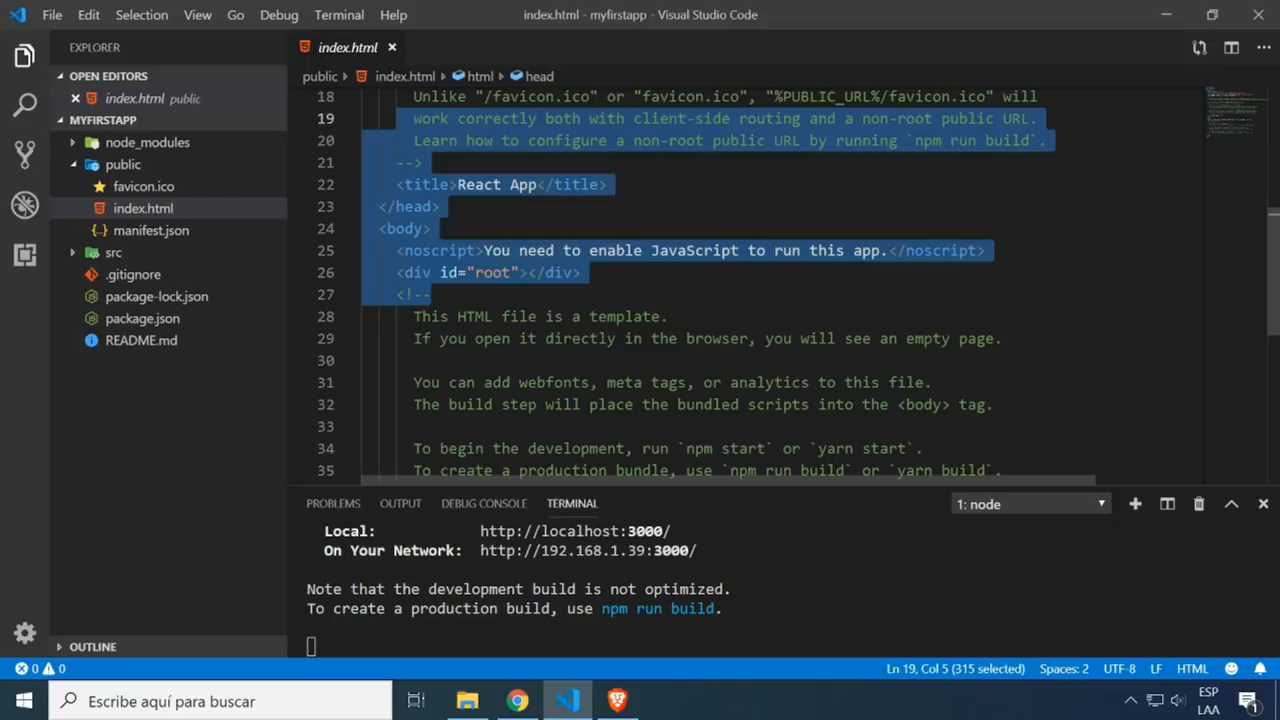 File Edit Selection View Go Debug Terminal Help index.html - myfirstapp - Visual Studio Code
EXPLORER
OPEN EDITORS
index.html public
MYFIRSTAPP
node_modules
public
favicon.ico
index.html
manifest.json
src
.gitignore
package-lock.json
package.json
README.md
OUTLINE
index.html
public index.html html head
18 Unlike "/favicon.ico" or "favicon.ico", "%PUBLIC_URL%/favicon.ico" will
19 work correctly both with client-side routing and a non-root public URL.
20 Learn how to configure a non-root public URL by running `npm run build`.
21 -->
22 <title>React App</title>
23 </head>
24 <body>
25 <noscript>You need to enable JavaScript to run this app.</noscript>
26 <div id="root"></div>
27 <!--
28 This HTML file is a template.
29 If you open it directly in the browser, you will see an empty page.
30
31 You can add webfonts, meta tags, or analytics to this file.
32 The build step will place the bundled scripts into the <body> tag.
33
34 To begin the development, run `npm start` or `yarn start`.
35 To create a production bundle, use `npm run build` or `yarn build`.
PROBLEMS OUTPUT DEBUG CONSOLE TERMINAL 1: node
Local: http://localhost:3000/
On Your Network: http://192.168.1.39:3000/
Note that the development build is not optimized.
To create a production build, use npm run build.
0 0 Ln 19, Col 5 (315 selected) Spaces: 2 UTF-8 LF HTML
Escribe aquí para buscar
ESP
LAA
1